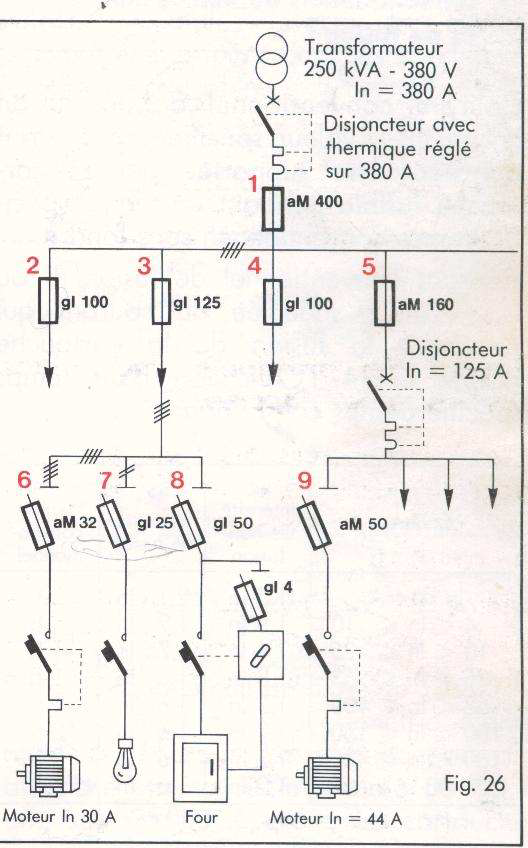 Transformateur
250 kVA - 380 V
In = 380 A
Disjoncteur avec
thermique réglé
sur 380 A
1
aM 400
2
3
4
5
gl 100
gl 125
gl 100
aM 160
Disjoncteur
In = 125 A
6
7
8
9
aM 32
gl 25
gl 50
aM 50
gl 4
Fig. 26
Moteur In 30 A
Four
Moteur In = 44 A